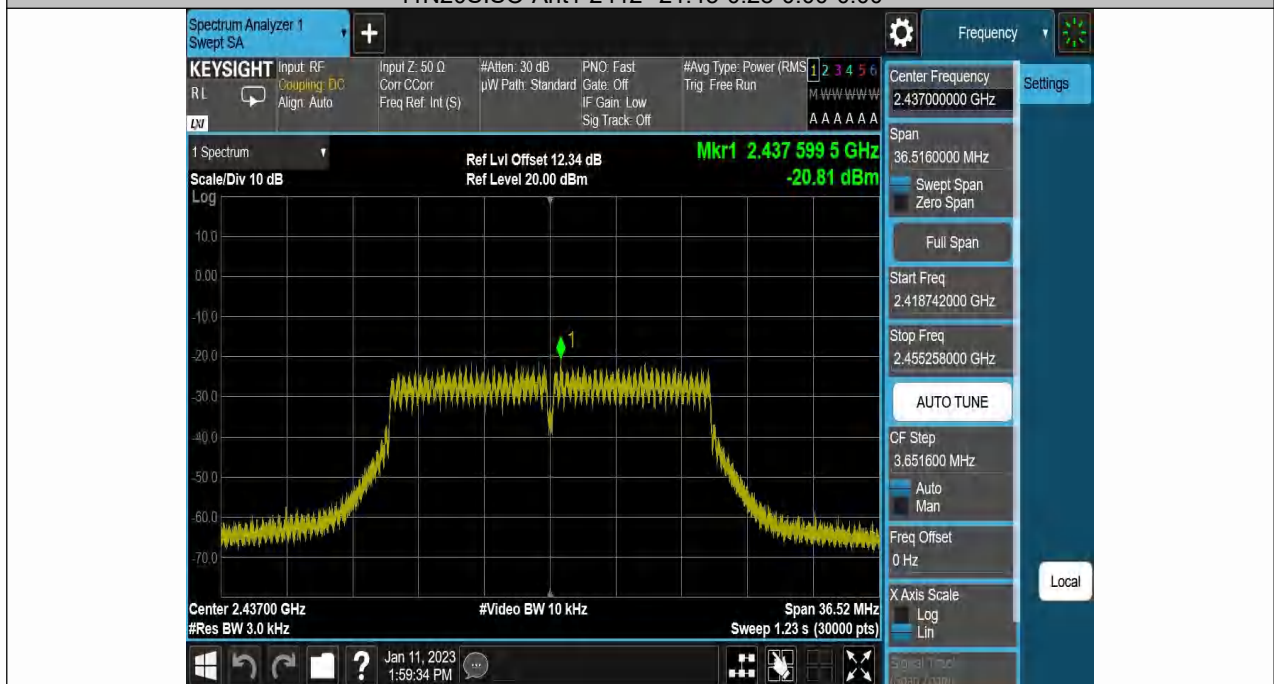 Spectrum Analyzer 1
Swept SA
Frequency
KEYSIGHT
RL
LXI
Input: RF
Coupling: DC
Align: Auto
Input Z: 50 Ω
Corr CCorr
Freq Ref: Int (S)
#Atten: 30 dB
µW Path: Standard
PNO: Fast
Gate: Off
IF Gain: Low
Sig Track: Off
#Avg Type: Power (RMS
Trig: Free Run
1 2 3 4 5 6
M W W W W W
A A A A A A
Center Frequency
2.437000000 GHz
Settings
1 Spectrum
Scale/Div 10 dB
Ref Lvl Offset 12.34 dB
Ref Level 20.00 dBm
Mkr1 2.437 599 5 GHz
-20.81 dBm
Span
36.5160000 MHz
Swept Span
Zero Span
Full Span
Start Freq
2.418742000 GHz
Stop Freq
2.455258000 GHz
AUTO TUNE
CF Step
3.651600 MHz
Auto
Man
Freq Offset
0 Hz
X Axis Scale
Log
Lin
Local
Log
10.0
0.00
-10.0
-20.0
-30.0
-40.0
-50.0
-60.0
-70.0
1
Center 2.43700 GHz
#Res BW 3.0 kHz
#Video BW 10 kHz
Span 36.52 MHz
Sweep 1.23 s (30000 pts)
Jan 11, 2023
1:59:34 PM